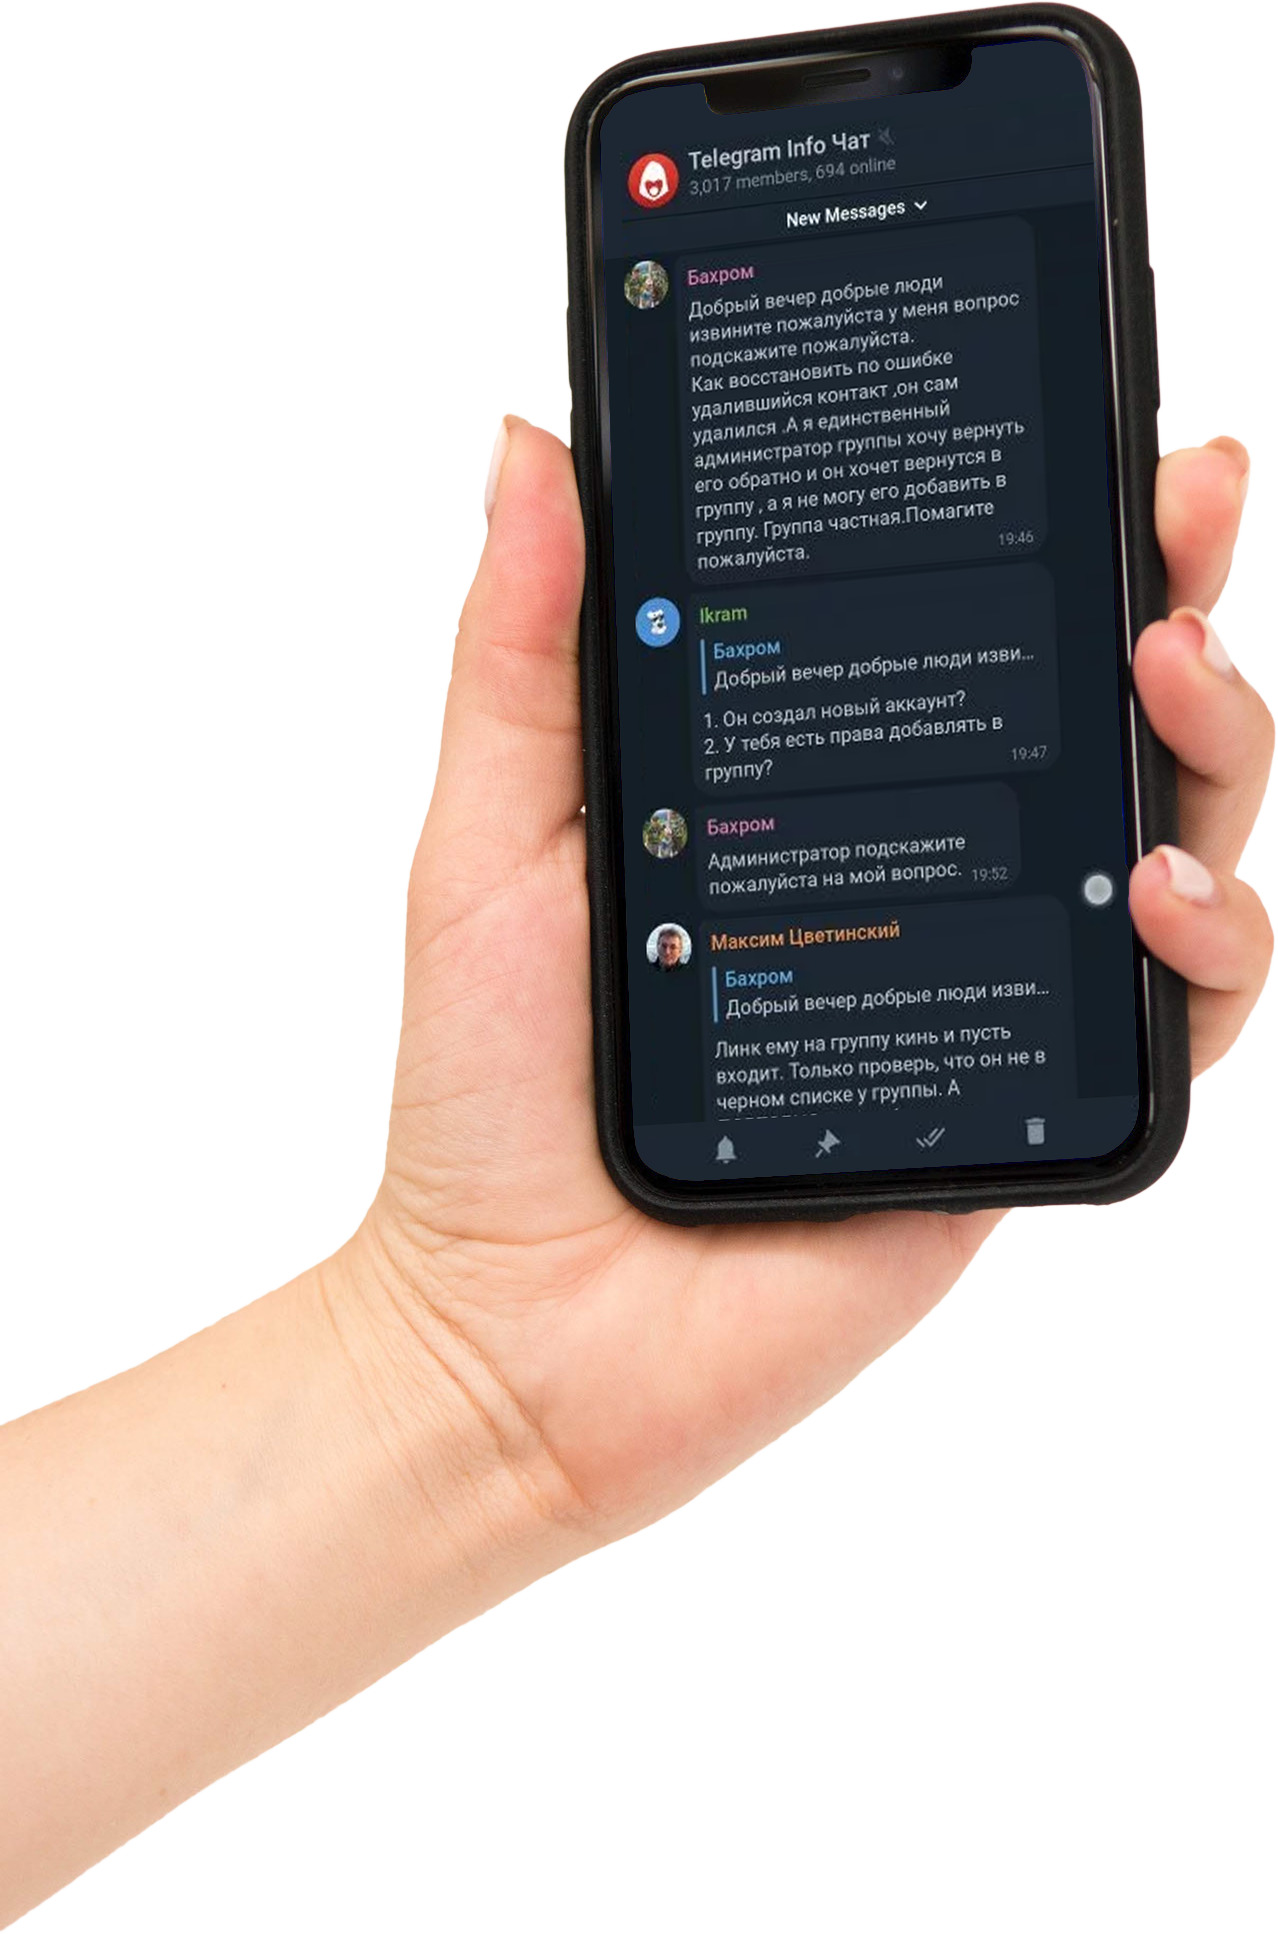 Telegram Info Чат
3,017 members, 694 online
New Messages
Бахром
Добрый вечер добрые люди
извините пожалуйста у меня вопрос
подскажите пожалуйста.
Как восстановить по ошибке
удалившийся контакт ,он сам
удалился .А я единственный
администратор группы хочу вернуть
его обратно и он хочет вернутся в
группу , а я не могу его добавить в
группу. Группа частная.Помагите
пожалуйста.
19:46
Ikram
Бахром
Добрый вечер добрые люди изви...
1. Он создал новый аккаунт?
2. У тебя есть права добавлять в
группу?
19:47
Бахром
Администратор подскажите
пожалуйста на мой вопрос. 19:52
Максим Цветинский
Бахром
Добрый вечер добрые люди изви...
Линк ему на группу кинь и пусть
входит. Только проверь, что он не в
черном списке у группы. А